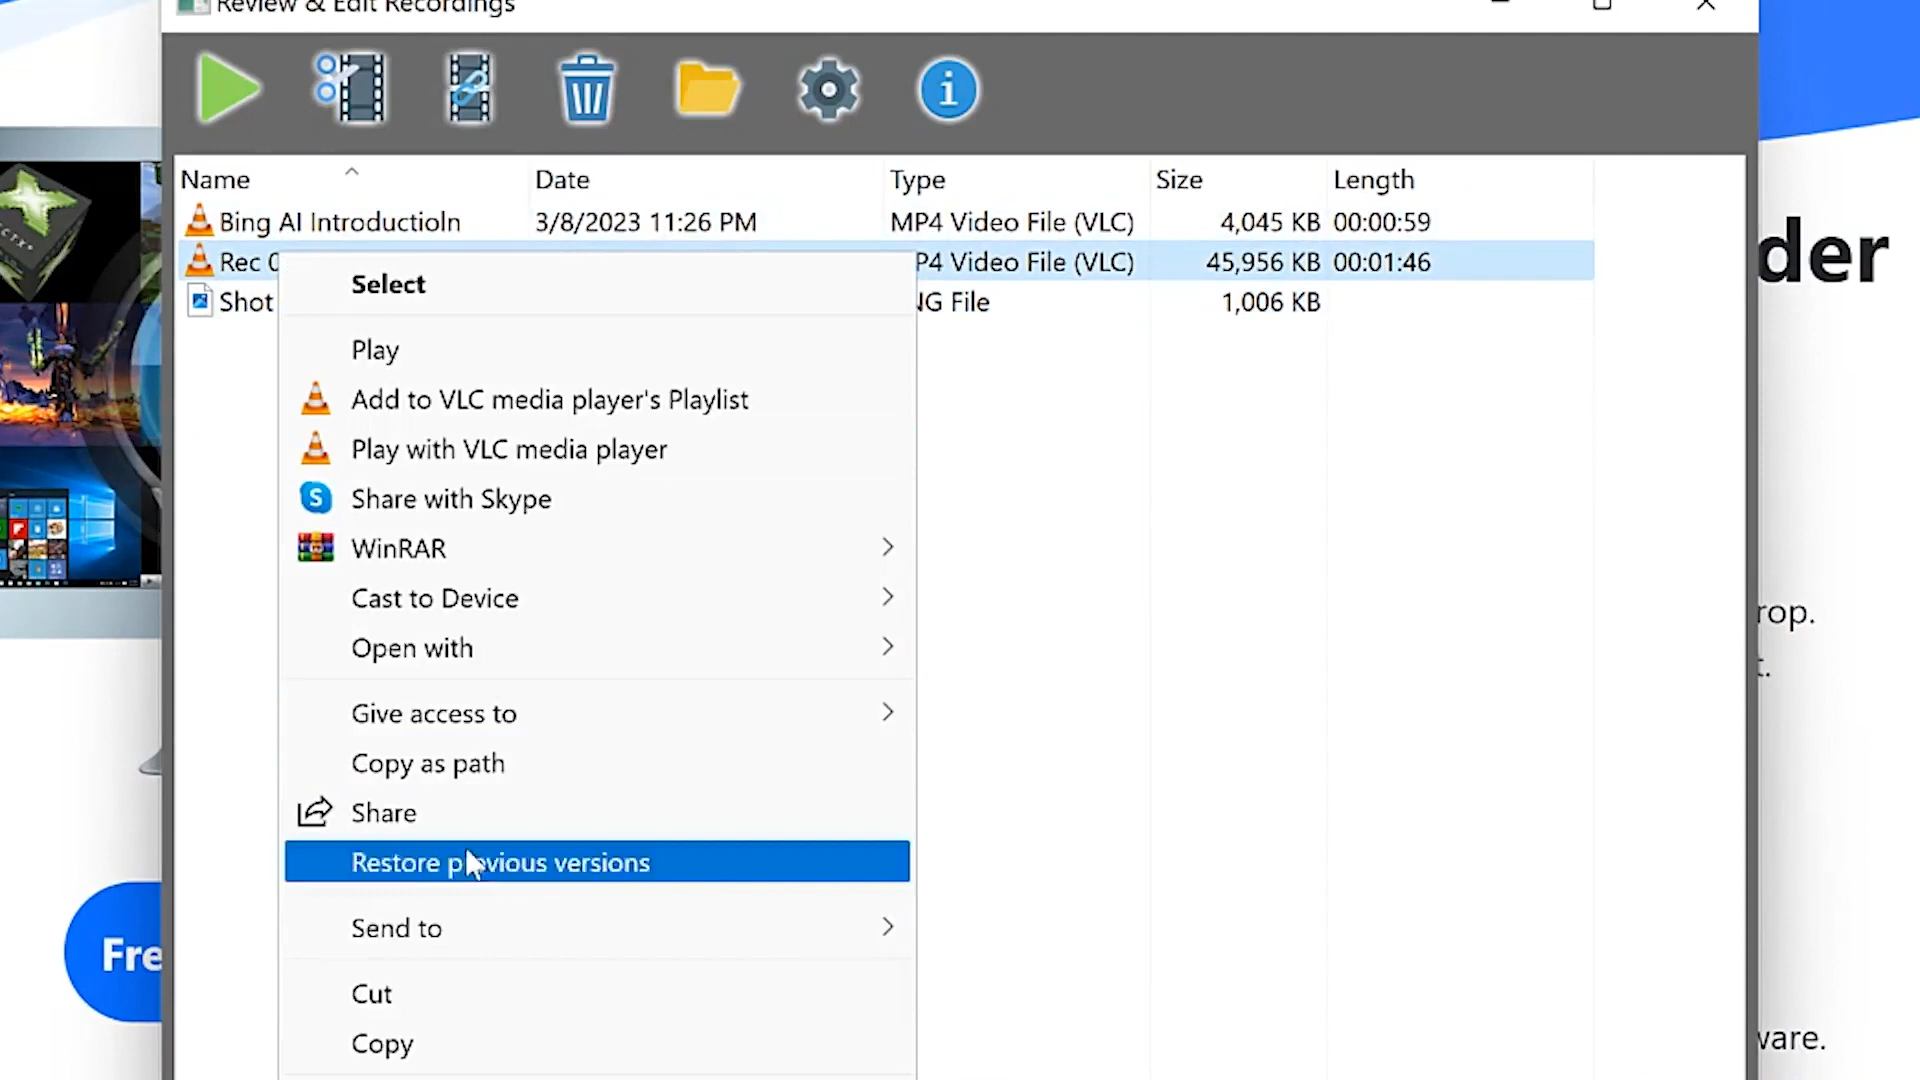 Review & Edit Recordings
Name Date Type Size Length
Bing AI Introductioln 3/8/2023 11:26 PM MP4 Video File (VLC) 4,045 KB 00:00:59
Rec P4 Video File (VLC) 45,956 KB 00:01:46
Shot File 1,006 KB
Select
Play
Add to VLC media player's Playlist
Play with VLC media player
Share with Skype
WinRAR
Cast to Device
Open with
Give access to
Copy as path
Share
Restore previous versions
Send to
Cut
Copy
der
rop.
t.
Fre
ware.